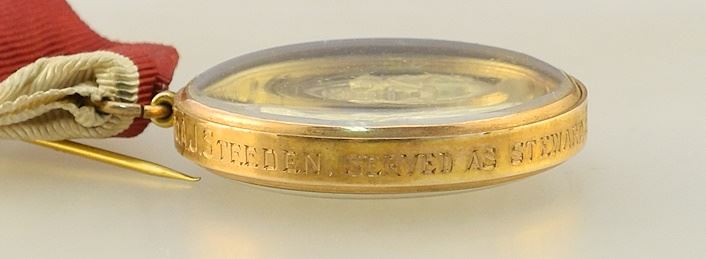 J STEEDEN, SERVED AS STEWARD